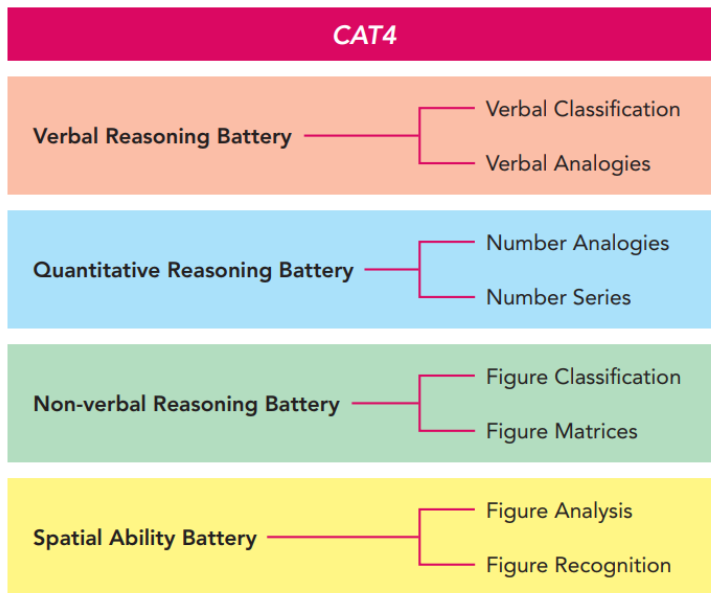 CAT4
Verbal Reasoning Battery
Verbal Classification
Verbal Analogies
Quantitative Reasoning Battery
Number Analogies
Number Series
Non-verbal Reasoning Battery
Figure Classification
Figure Matrices
Spatial Ability Battery
Figure Analysis
Figure Recognition